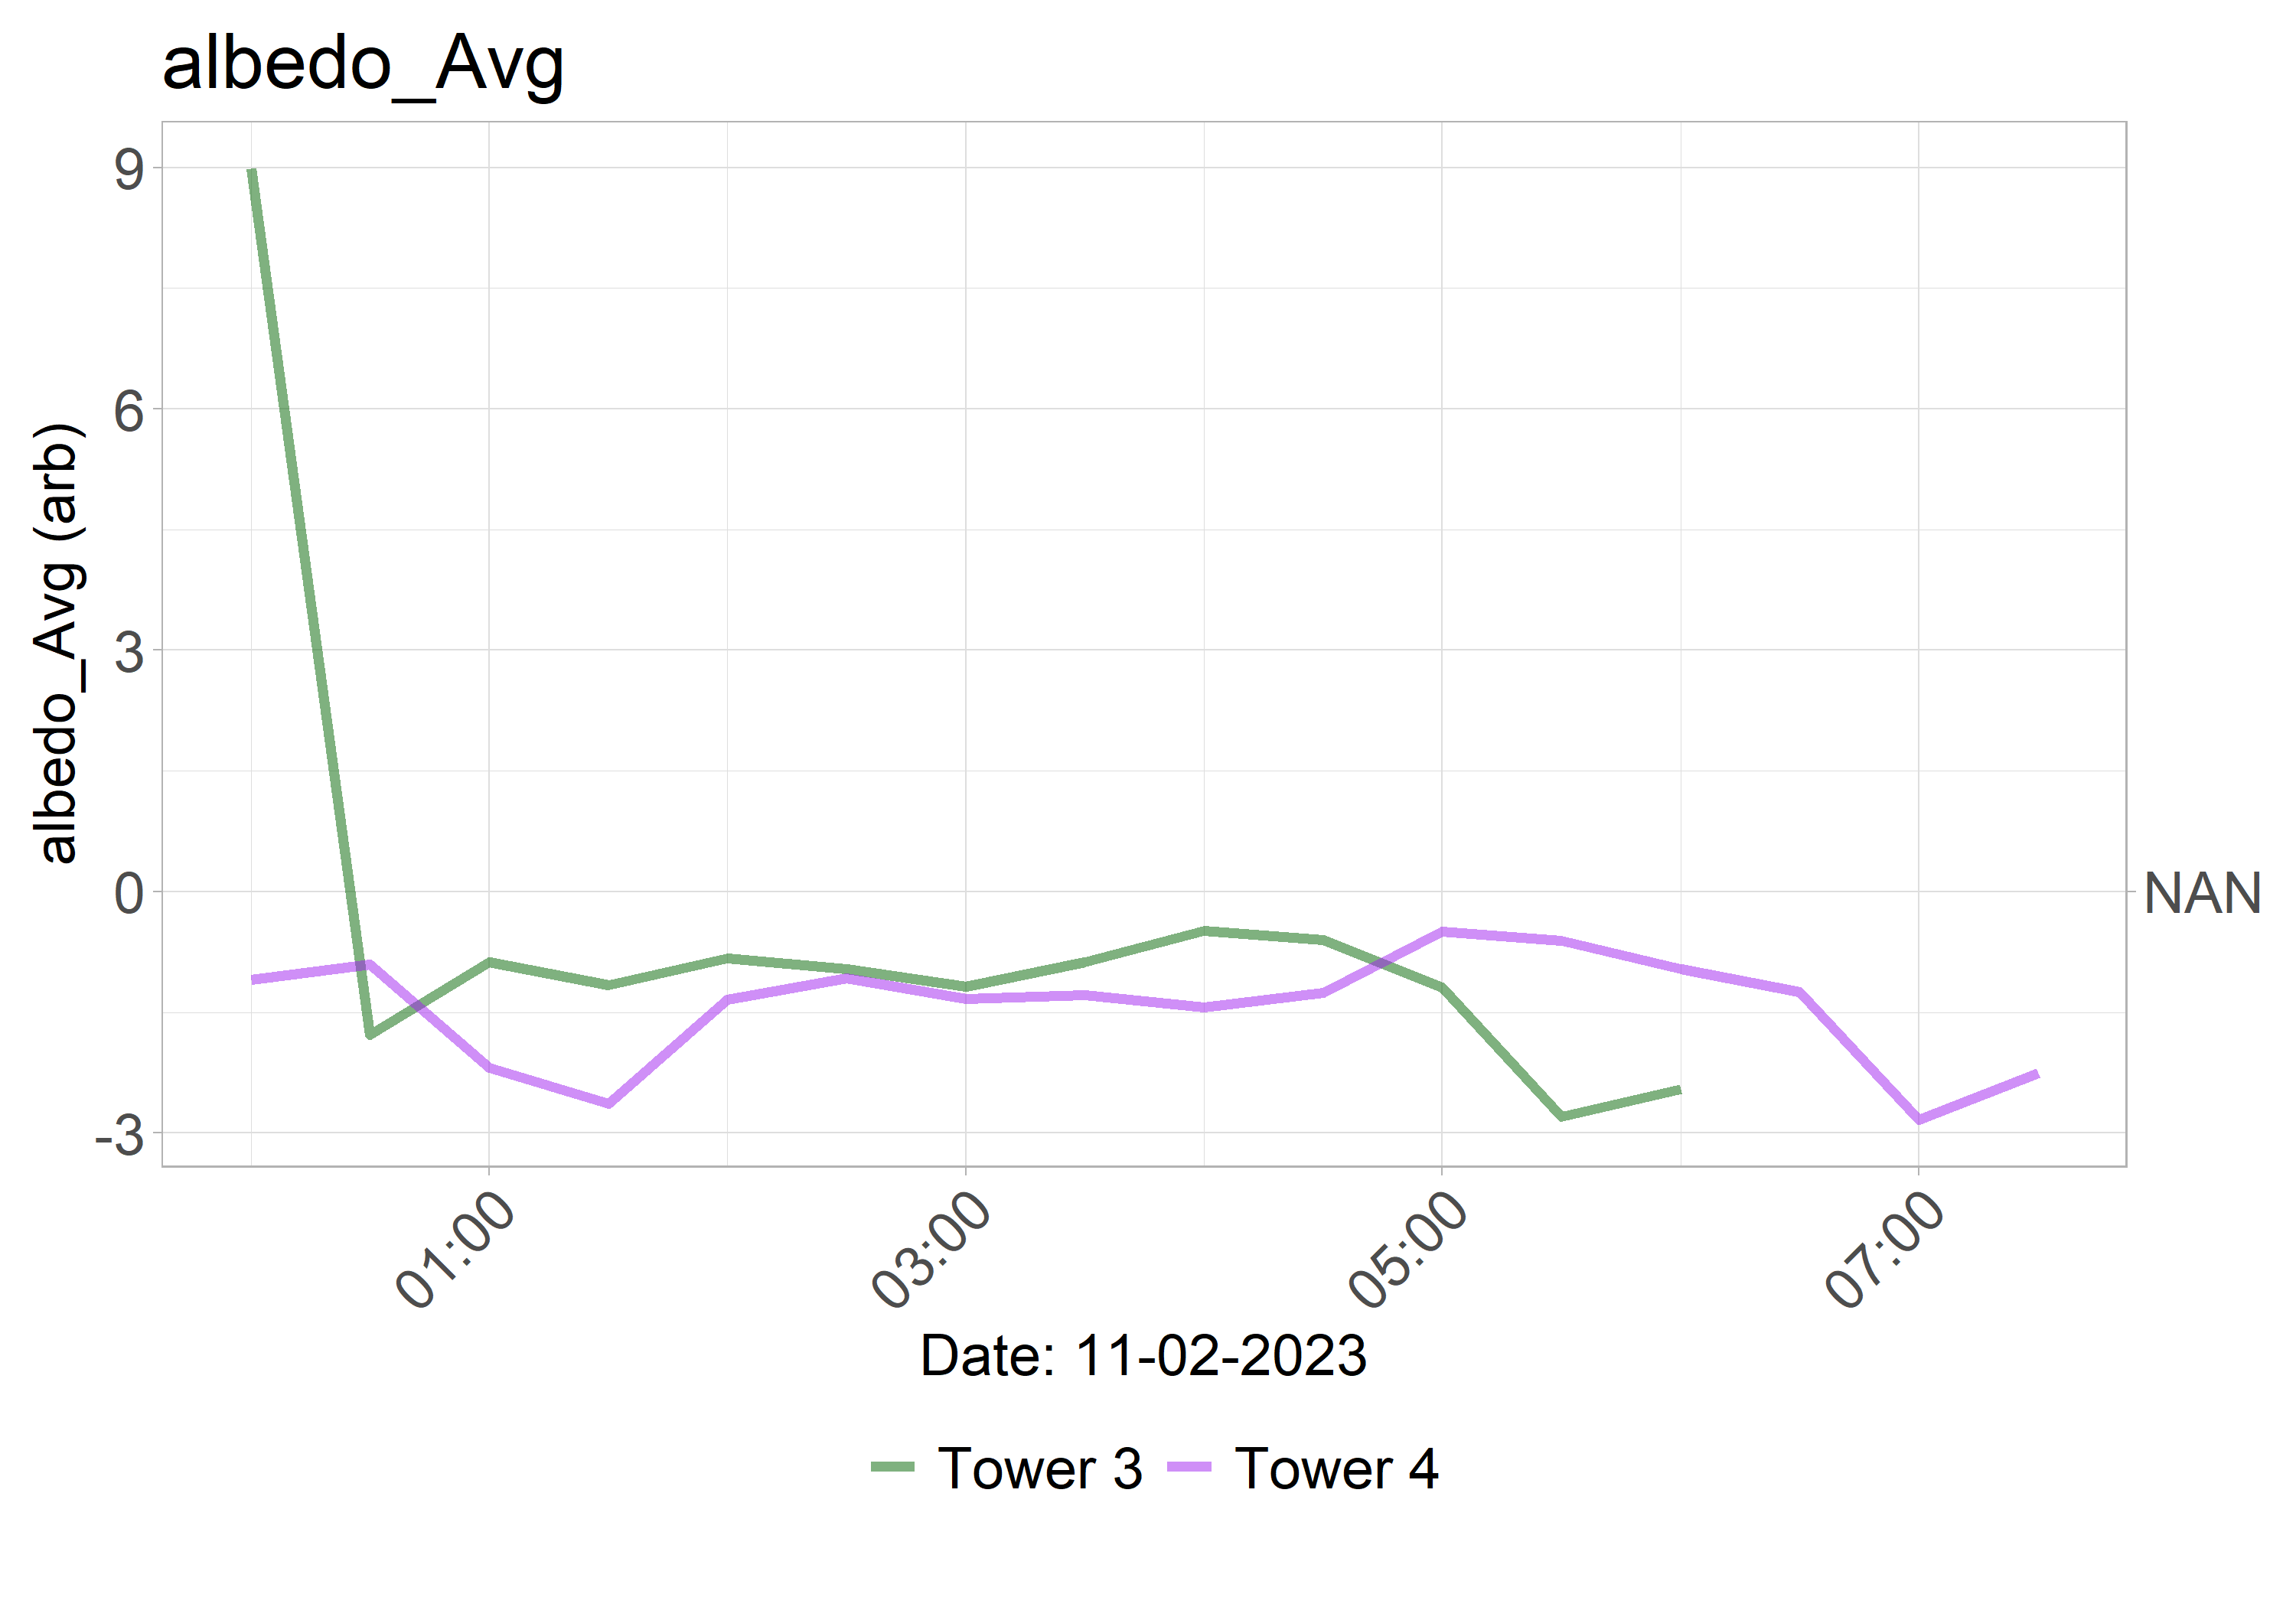 albedo_Avg
albedo_Avg (arb)
9
6
3
0
-3
NAN
01:00
03:00
05:00
07:00
Date: 11-02-2023
Tower 3
Tower 4